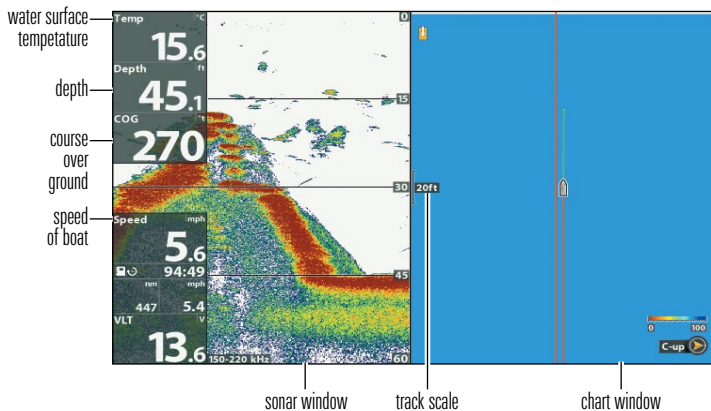 water surface
tempetature
depth
course
over
ground
speed
of boat
Temp °C
15.6
Depth ft
45.1
COG °t
270
Speed mph
5.6
94:49
nm mph
447 5.4
VLT V
13.6
150-220 kHz
0
15
30
45
60
20ft
0 100
C-up
sonar window
track scale
chart window